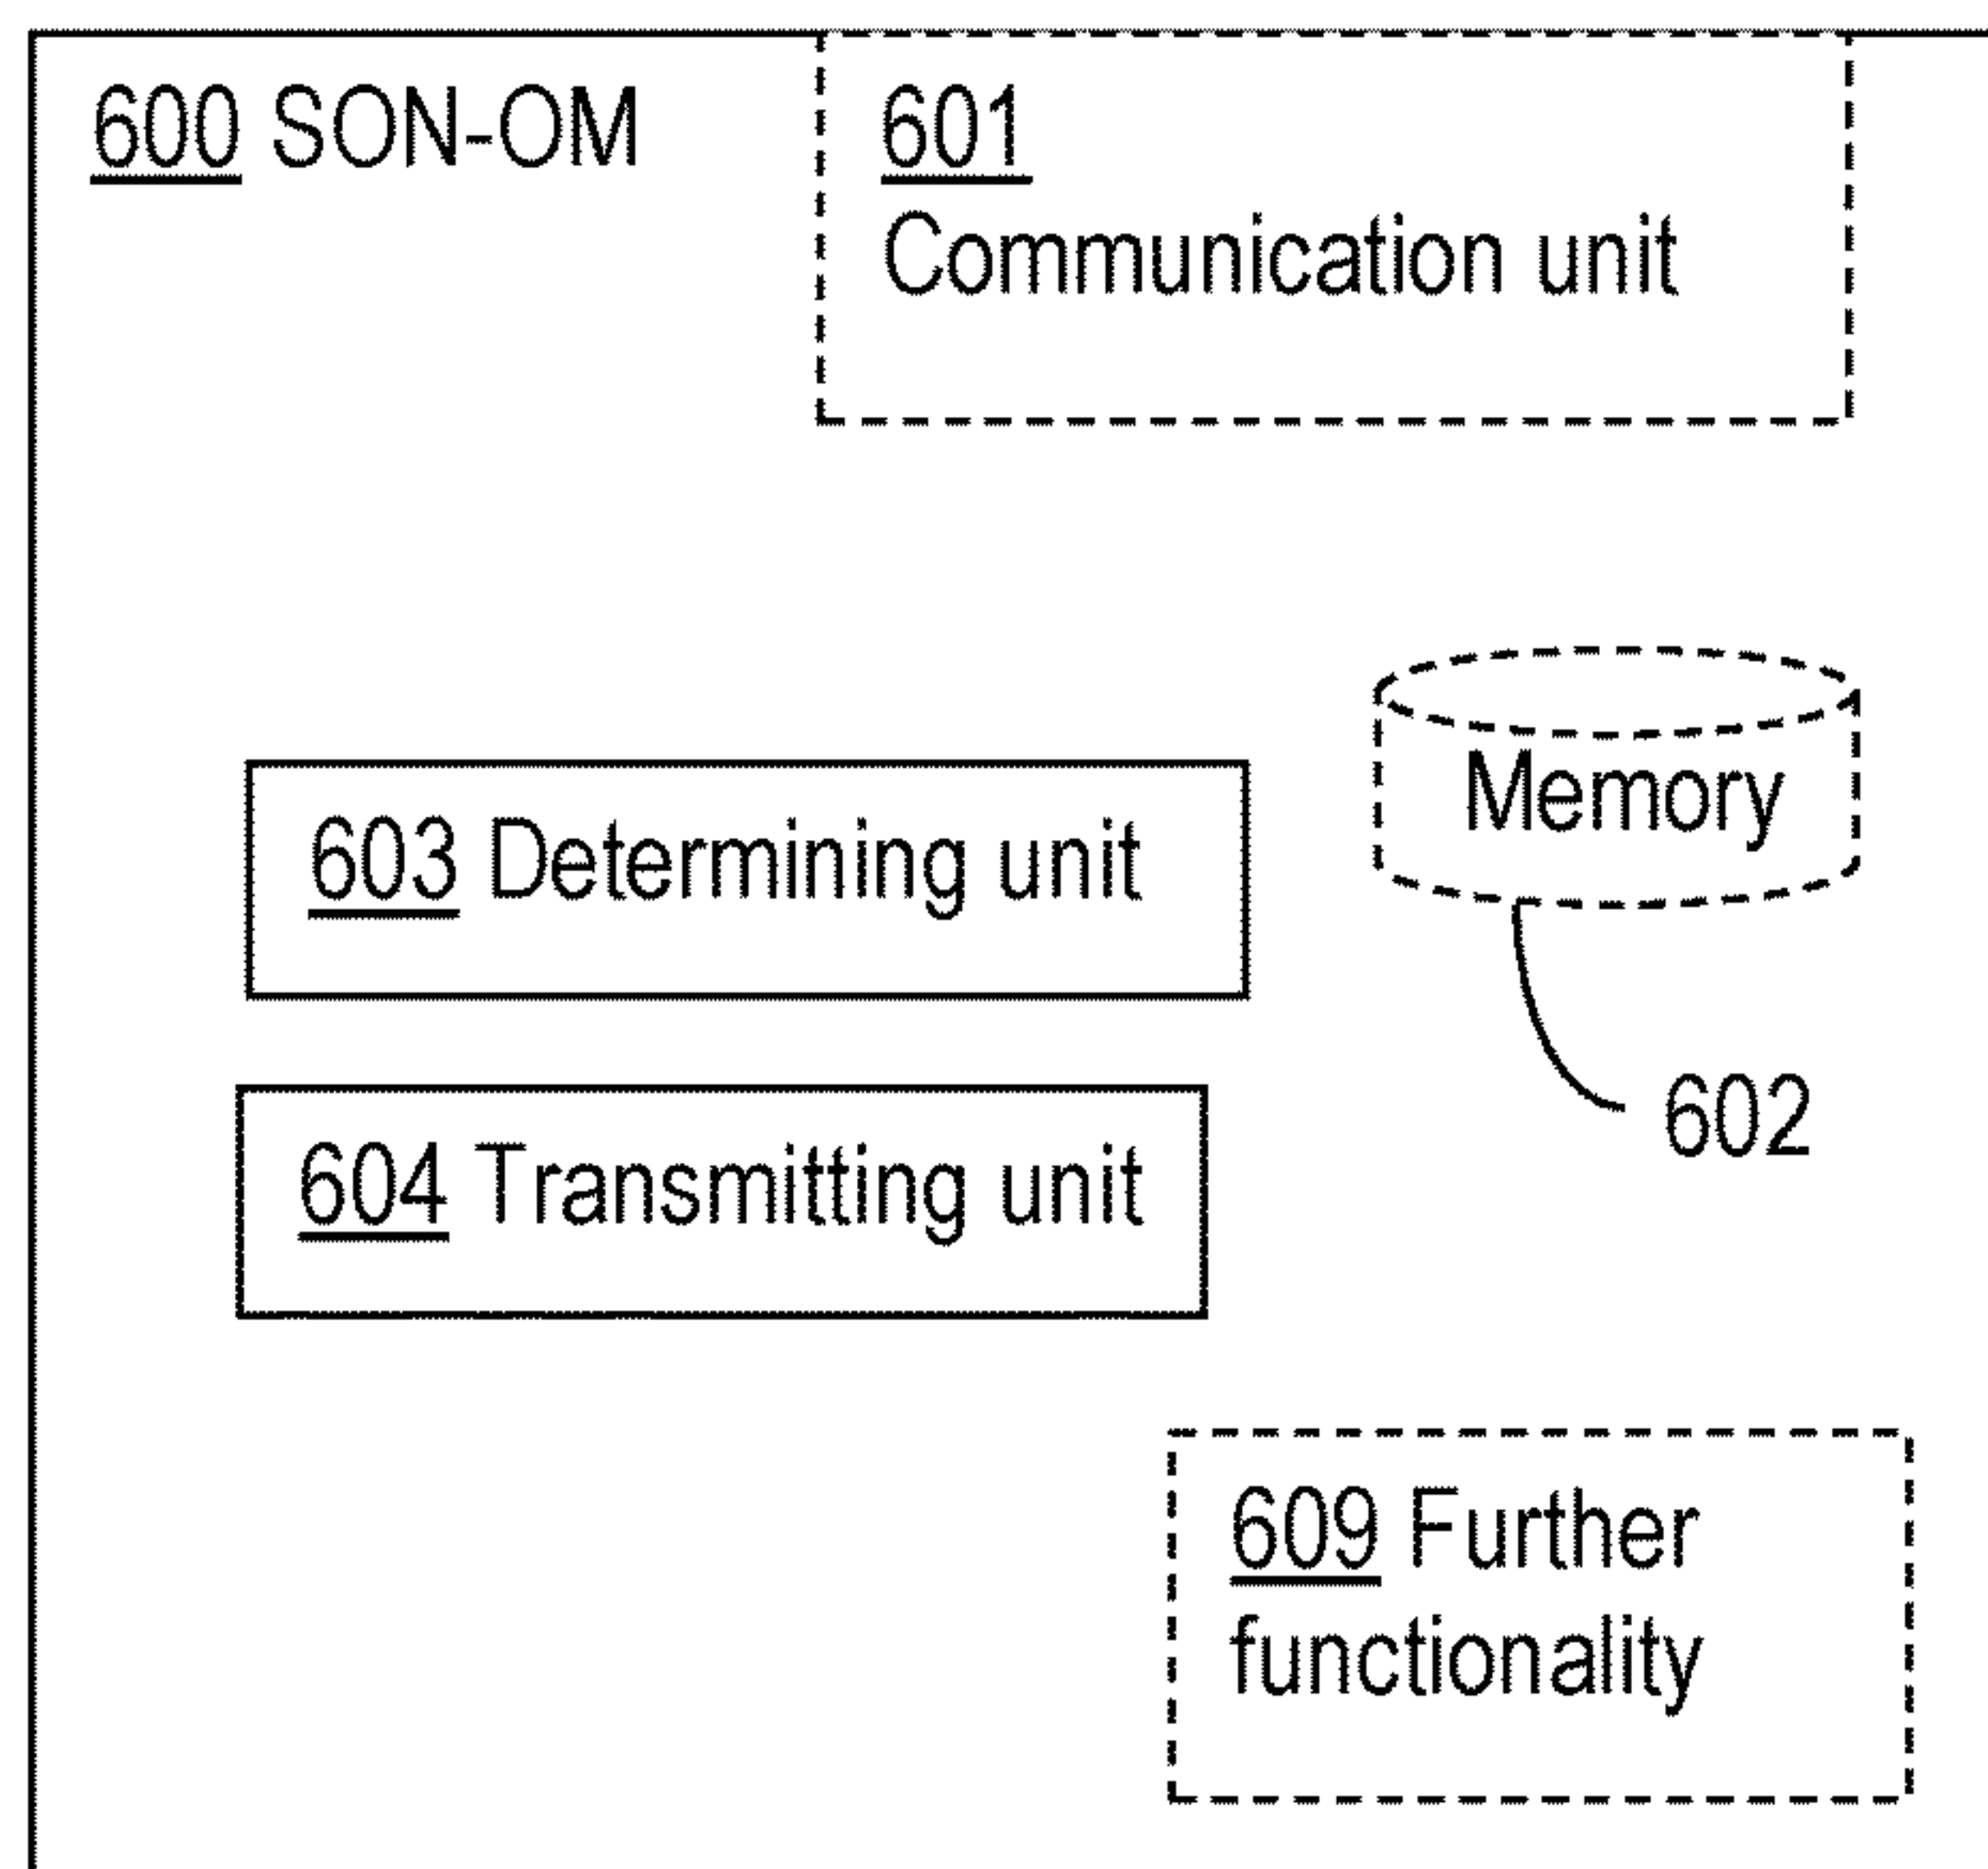 600 SON-OM
601
Communication unit
Memory
603 Determining unit
602
604 Transmitting unit
609 Further
functionality